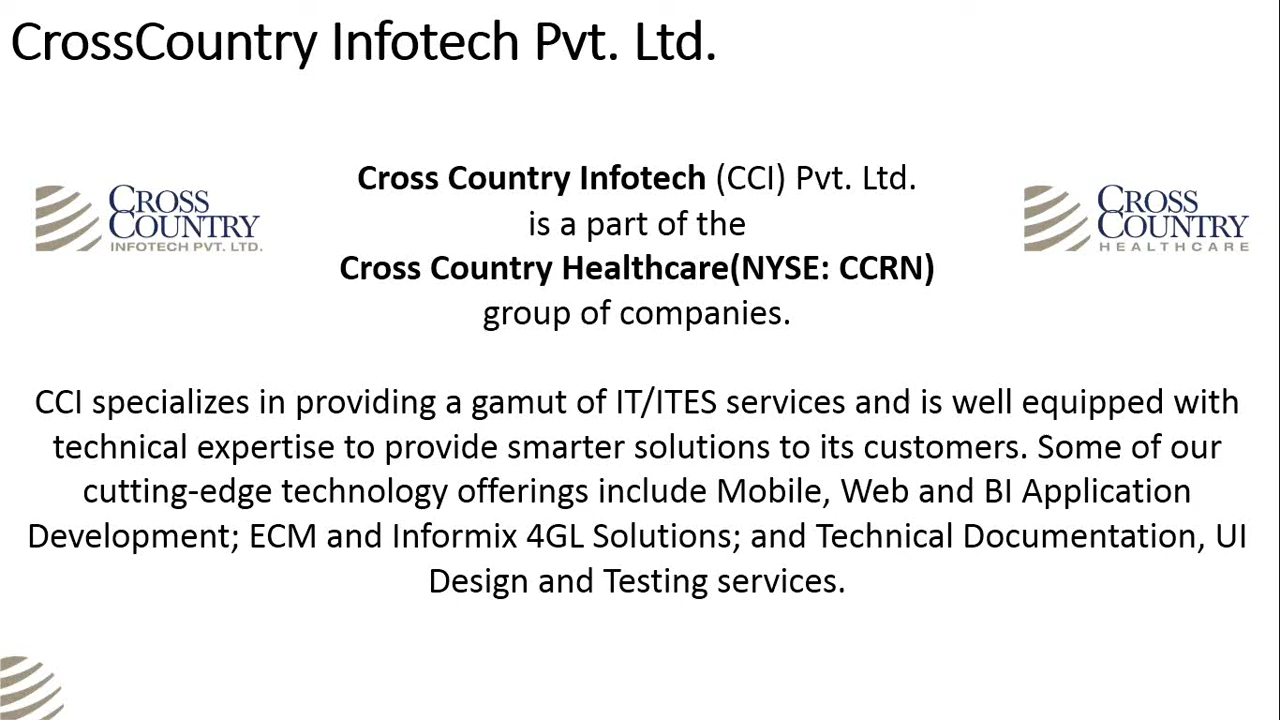 CrossCountry Infotech Pvt. Ltd.
CROSS
COUNTRY
INFOTECH PVT. LTD.
Cross Country Infotech (CCI) Pvt. Ltd.
is a part of the
Cross Country Healthcare(NYSE: CCRN)
group of companies.
CROSS
COUNTRY
HEALTHCARE
CCI specializes in providing a gamut of IT/ITES services and is well equipped with
technical expertise to provide smarter solutions to its customers. Some of our
cutting-edge technology offerings include Mobile, Web and BI Application
Development; ECM and Informix 4GL Solutions; and Technical Documentation, UI
Design and Testing services.